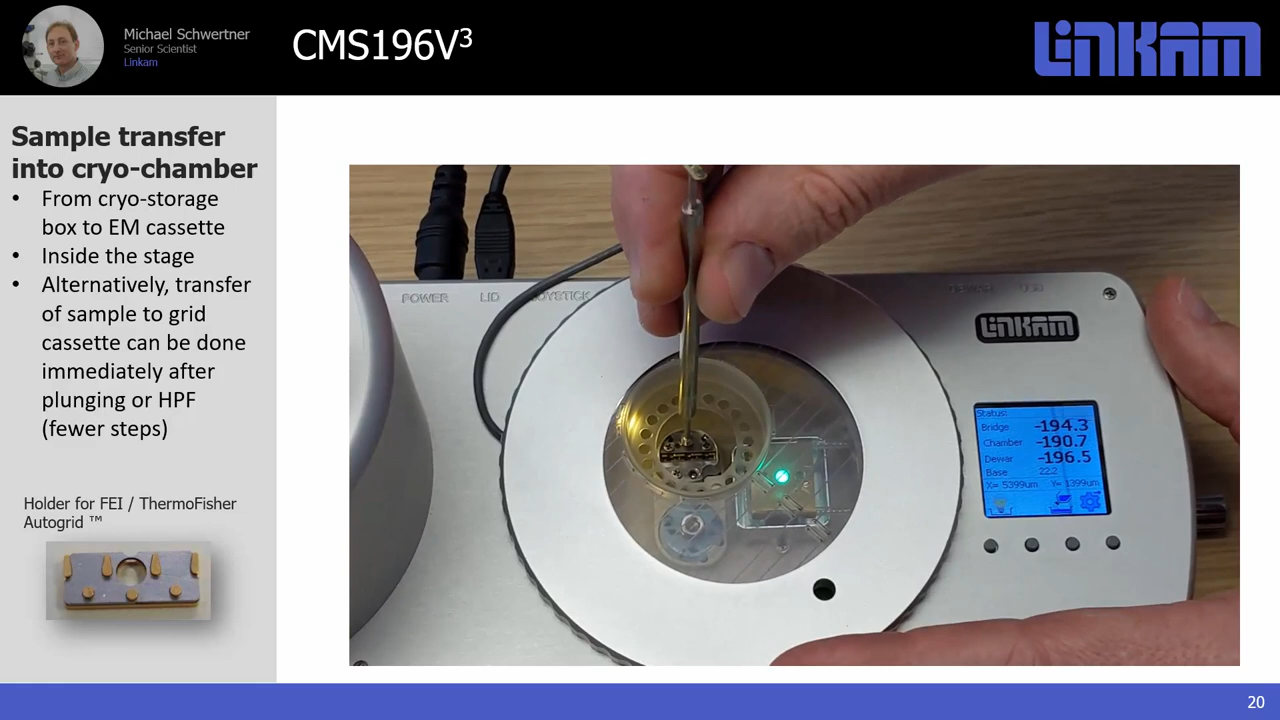 Michael Schwertner
Senior Scientist
Linkam
CMS196V³
LINKAM
Sample transfer
into cryo-chamber
• From cryo-storage
box to EM cassette
• Inside the stage
• Alternatively, transfer
of sample to grid
cassette can be done
immediately after
plunging or HPF
(fewer steps)
Holder for FEI / ThermoFisher
Autogrid ™
POWER
LID
JOYSTICK
DEWAR
USB
LINKAM
Status:
Bridge -194.3
Chamber -190.7
Dewar -196.5
Base 22.2
X= 5399um Y= 1399um
20